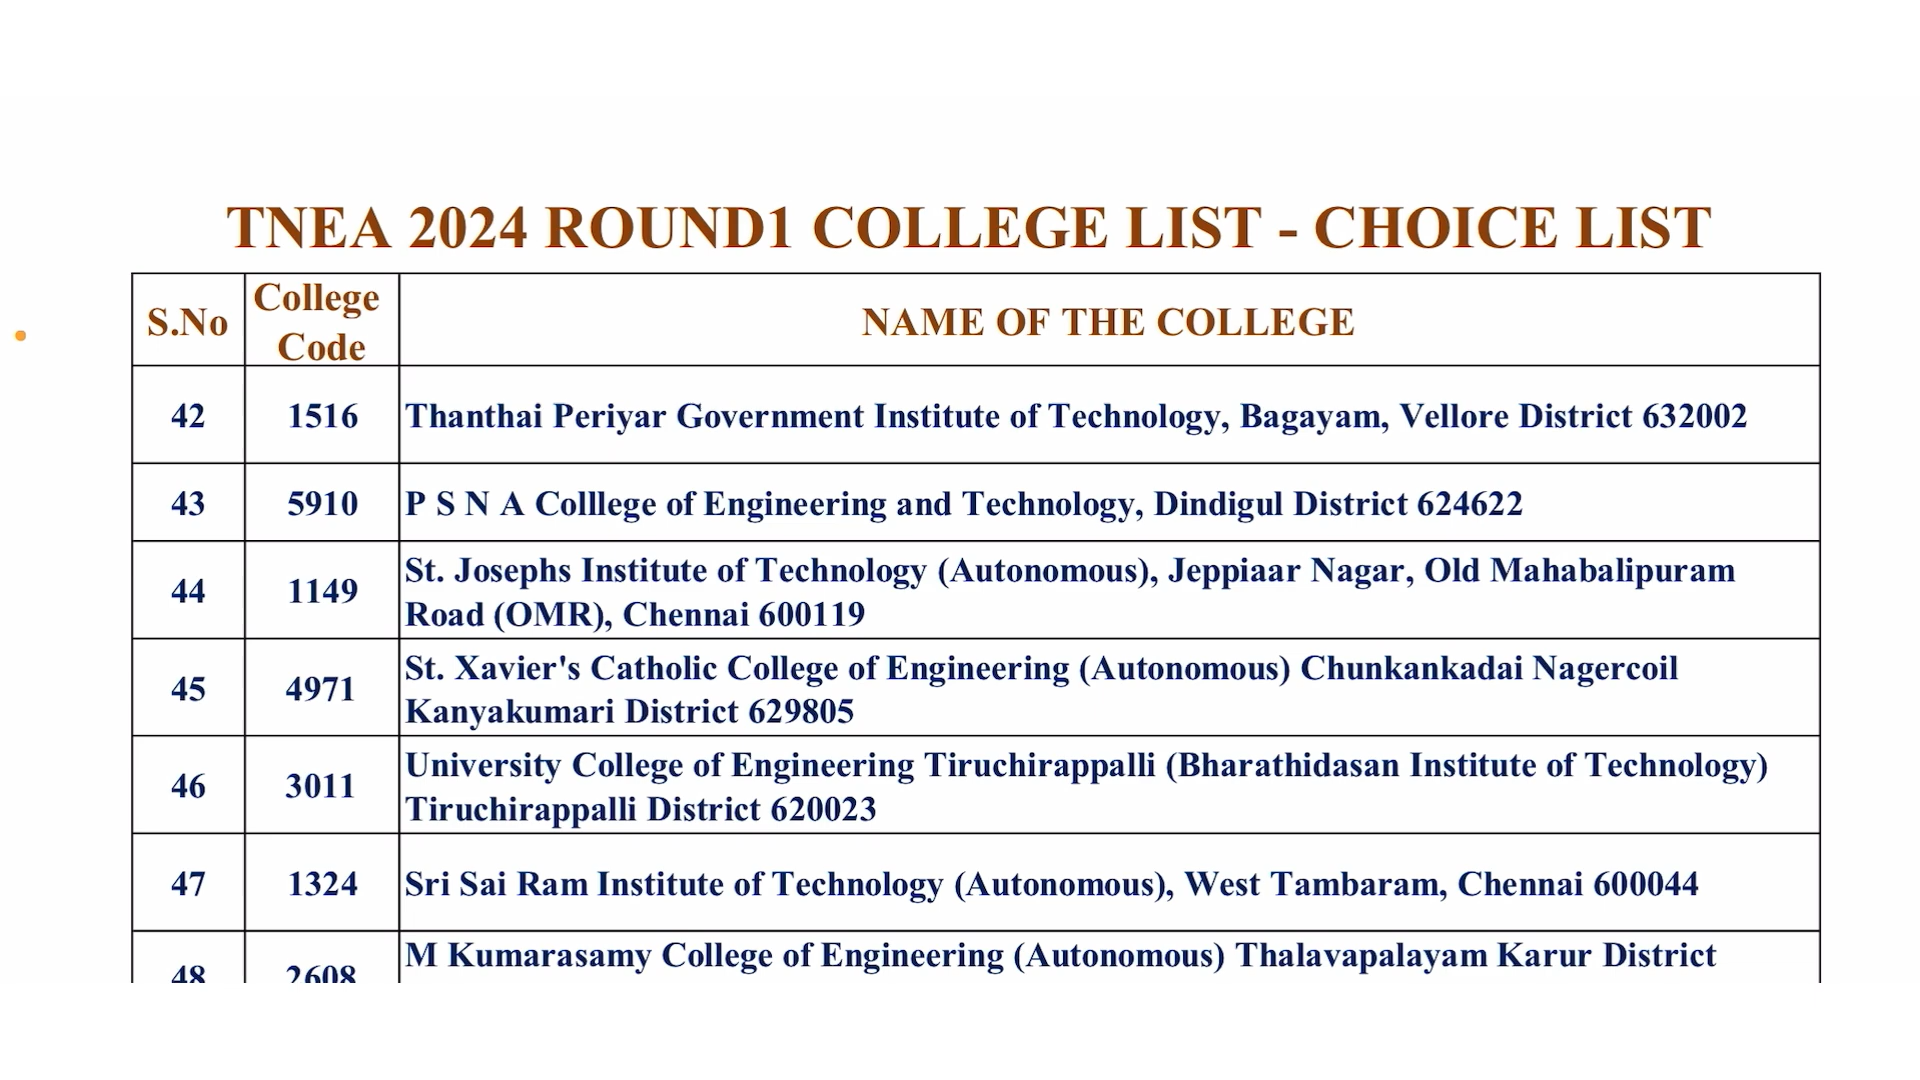 TNEA 2024 ROUND1 COLLEGE LIST - CHOICE LIST
S.No College Code NAME OF THE COLLEGE
42 1516 Thanthai Periyar Government Institute of Technology, Bagayam, Vellore District 632002
43 5910 P S N A Colllege of Engineering and Technology, Dindigul District 624622
44 1149 St. Josephs Institute of Technology (Autonomous), Jeppiaar Nagar, Old Mahabalipuram
Road (OMR), Chennai 600119
45 4971 St. Xavier's Catholic College of Engineering (Autonomous) Chunkankadai Nagercoil
Kanyakumari District 629805
46 3011 University College of Engineering Tiruchirappalli (Bharathidasan Institute of Technology)
Tiruchirappalli District 620023
47 1324 Sri Sai Ram Institute of Technology (Autonomous), West Tambaram, Chennai 600044
48 2608 M Kumarasamy College of Engineering (Autonomous) Thalavapalayam Karur District